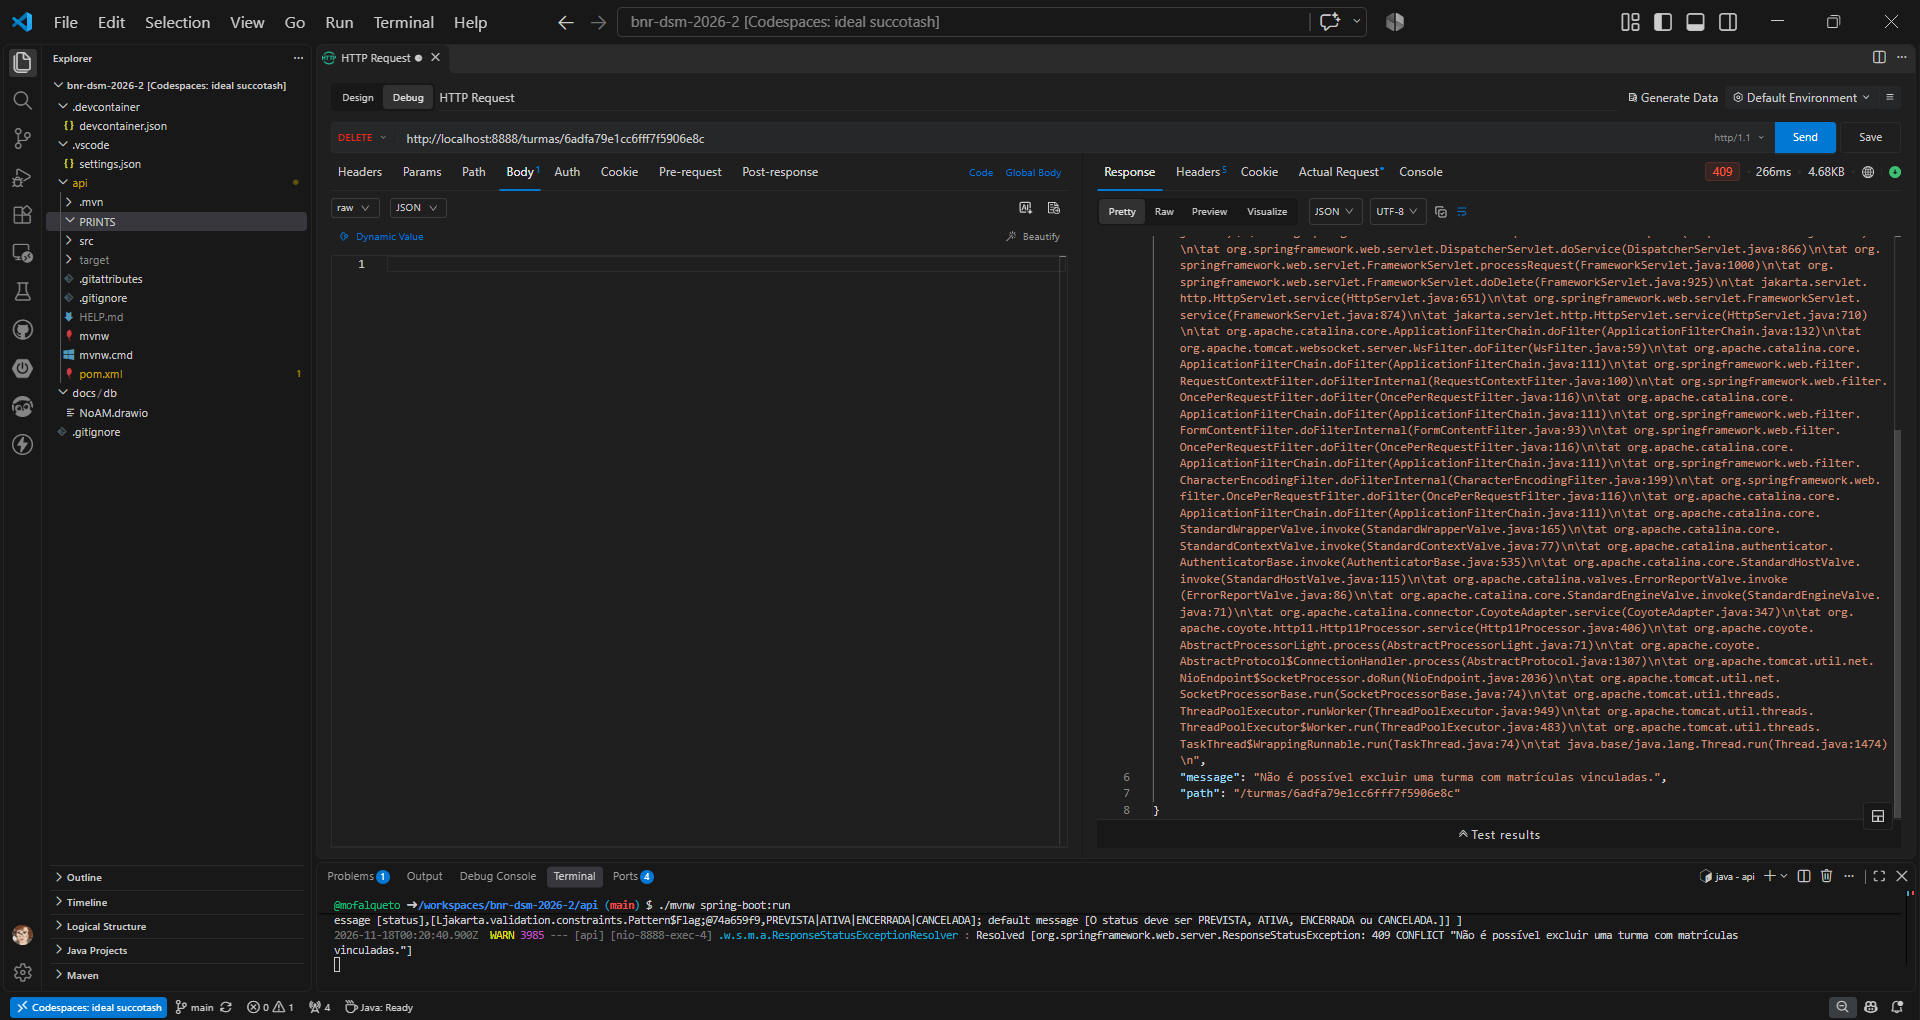 File Edit Selection View Go Run Terminal Help
bnr-dsm-2026-2 [Codespaces: ideal succotash]
Explorer
bnr-dsm-2026-2 [Codespaces: ideal succotash]
.devcontainer
devcontainer.json
.vscode
settings.json
api
.mvn
PRINTS
src
target
.gitattributes
.gitignore
HELP.md
mvnw
mvnw.cmd
pom.xml 1
docs / db
NoAM.drawio
.gitignore
Outline
Timeline
Logical Structure
Java Projects
Maven
HTTP Request
Design Debug HTTP Request
Generate Data Default Environment
DELETE http://localhost:8888/turmas/6adfa79e1cc6fff7f5906e8c http/1.1 Send Save
Headers Params Path Body 1 Auth Cookie Pre-request Post-response Code Global Body
raw JSON
Dynamic Value Beautify
1
Response Headers 5 Cookie Actual Request Console 409 266ms 4.68KB
Pretty Raw Preview Visualize JSON UTF-8
\n\tat org.springframework.web.servlet.DispatcherServlet.doService(DispatcherServlet.java:866)\n\tat org.
springframework.web.servlet.FrameworkServlet.processRequest(FrameworkServlet.java:1000)\n\tat org.
springframework.web.servlet.FrameworkServlet.doDelete(FrameworkServlet.java:925)\n\tat jakarta.servlet.
http.HttpServlet.service(HttpServlet.java:651)\n\tat org.springframework.web.servlet.FrameworkServlet.
service(FrameworkServlet.java:874)\n\tat jakarta.servlet.http.HttpServlet.service(HttpServlet.java:710)
\n\tat org.apache.catalina.core.ApplicationFilterChain.doFilter(ApplicationFilterChain.java:132)\n\tat
org.apache.tomcat.websocket.server.WsFilter.doFilter(WsFilter.java:59)\n\tat org.apache.catalina.core.
ApplicationFilterChain.doFilter(ApplicationFilterChain.java:111)\n\tat org.springframework.web.filter.
RequestContextFilter.doFilterInternal(RequestContextFilter.java:100)\n\tat org.springframework.web.filter.
OncePerRequestFilter.doFilter(OncePerRequestFilter.java:116)\n\tat org.apache.catalina.core.
ApplicationFilterChain.doFilter(ApplicationFilterChain.java:111)\n\tat org.springframework.web.filter.
FormContentFilter.doFilterInternal(FormContentFilter.java:93)\n\tat org.springframework.web.filter.
OncePerRequestFilter.doFilter(OncePerRequestFilter.java:116)\n\tat org.apache.catalina.core.
ApplicationFilterChain.doFilter(ApplicationFilterChain.java:111)\n\tat org.springframework.web.filter.
CharacterEncodingFilter.doFilterInternal(CharacterEncodingFilter.java:199)\n\tat org.springframework.web.
filter.OncePerRequestFilter.doFilter(OncePerRequestFilter.java:116)\n\tat org.apache.catalina.core.
ApplicationFilterChain.doFilter(ApplicationFilterChain.java:111)\n\tat org.apache.catalina.core.
StandardWrapperValve.invoke(StandardWrapperValve.java:165)\n\tat org.apache.catalina.core.
StandardContextValve.invoke(StandardContextValve.java:77)\n\tat org.apache.catalina.authenticator.
AuthenticatorBase.invoke(AuthenticatorBase.java:535)\n\tat org.apache.catalina.core.StandardHostValve.
invoke(StandardHostValve.java:115)\n\tat org.apache.catalina.valves.ErrorReportValve.invoke
(ErrorReportValve.java:86)\n\tat org.apache.catalina.core.StandardEngineValve.invoke(StandardEngineValve.
java:71)\n\tat org.apache.catalina.connector.CoyoteAdapter.service(CoyoteAdapter.java:347)\n\tat org.
apache.coyote.http11.Http11Processor.service(Http11Processor.java:406)\n\tat org.apache.coyote.
AbstractProcessorLight.process(AbstractProcessorLight.java:71)\n\tat org.apache.coyote.
AbstractProtocol$ConnectionHandler.process(AbstractProtocol.java:1307)\n\tat org.apache.tomcat.util.net.
NioEndpoint$SocketProcessor.doRun(NioEndpoint.java:2036)\n\tat org.apache.tomcat.util.net.
SocketProcessorBase.run(SocketProcessorBase.java:74)\n\tat org.apache.tomcat.util.threads.
ThreadPoolExecutor.runWorker(ThreadPoolExecutor.java:949)\n\tat org.apache.tomcat.util.threads.
ThreadPoolExecutor$Worker.run(ThreadPoolExecutor.java:483)\n\tat org.apache.tomcat.util.threads.
TaskThread$WrappingRunnable.run(TaskThread.java:74)\n\tat java.base/java.lang.Thread.run(Thread.java:1474)
\n",
6 "message": "Não é possível excluir uma turma com matrículas vinculadas.",
7 "path": "/turmas/6adfa79e1cc6fff7f5906e8c"
8 }
Test results
Problems 1 Output Debug Console Terminal Ports 4 java - api
@mofalqueto ➜ /workspaces/bnr-dsm-2026-2/api (main) $ ./mvnw spring-boot:run
essage [status],[Ljakarta.validation.constraints.Pattern$Flag;@74a659f9,PREVISTA|ATIVA|ENCERRADA|CANCELADA]; default message [O status deve ser PREVISTA, ATIVA, ENCERRADA ou CANCELADA.]] ]
2026-11-18T00:20:40.900Z WARN 3985 --- [api] [nio-8888-exec-4] .w.s.m.a.ResponseStatusExceptionResolver : Resolved [org.springframework.web.server.ResponseStatusException: 409 CONFLICT "Não é possível excluir uma turma com matrículas
vinculadas."]
Codespaces: ideal succotash main 0 1 4 Java: Ready